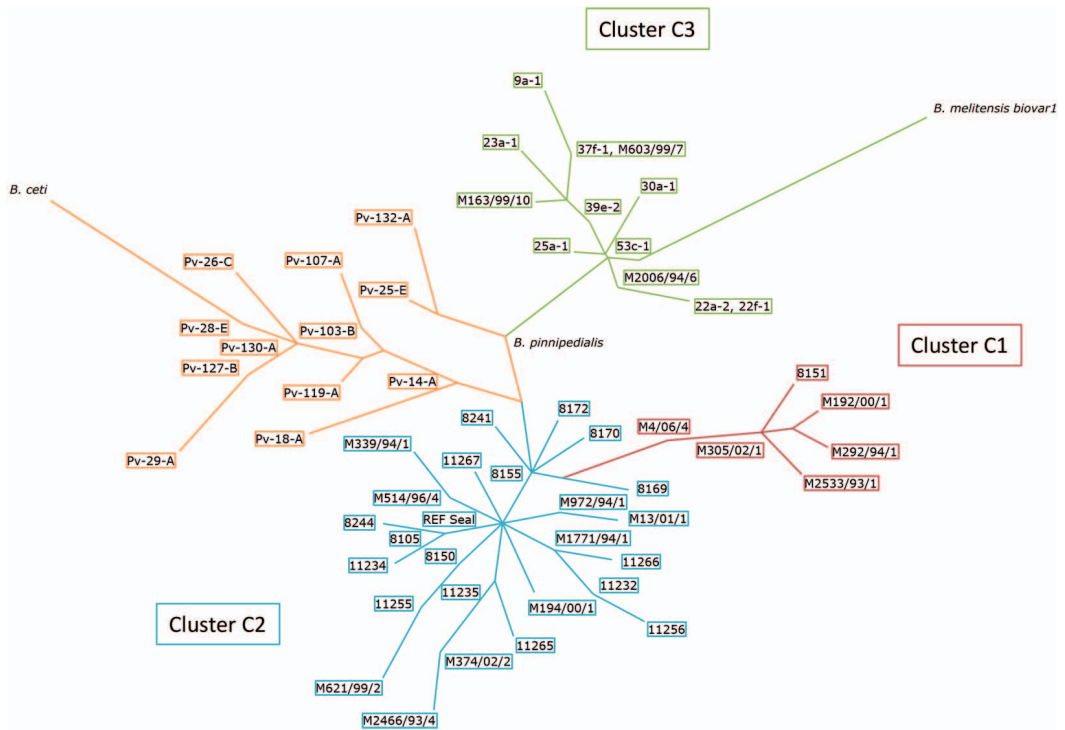 Cluster C3
9a-1
B. melitensis biovar1
23a-1
37f-1, M603/99/7
30a-1
B. ceti
M163/99/10
39e-2
Pv-132-A
25a-1
53c-1
Pv-26-C
Pv-107-A
M2006/94/6
Pv-25-E
22a-2, 22f-1
Pv-28-E
Pv-103-B
Pv-130-A
B. pinnipedialis
Cluster C1
Pv-127-B
Pv-14-A
8151
Pv-119-A
M192/00/1
8172
8241
M4/06/4
8170
Pv-18-A
M339/94/1
M305/02/1
M292/94/1
Pv-29-A
11267
8155
M2533/93/1
8169
M514/96/4
M972/94/1
REF Seal
M13/01/1
8244
8105
M1771/94/1
8150
11234
11266
11232
11235
11255
M194/00/1
Cluster C2
11256
11265
M374/02/2
M621/99/2
M2466/93/4